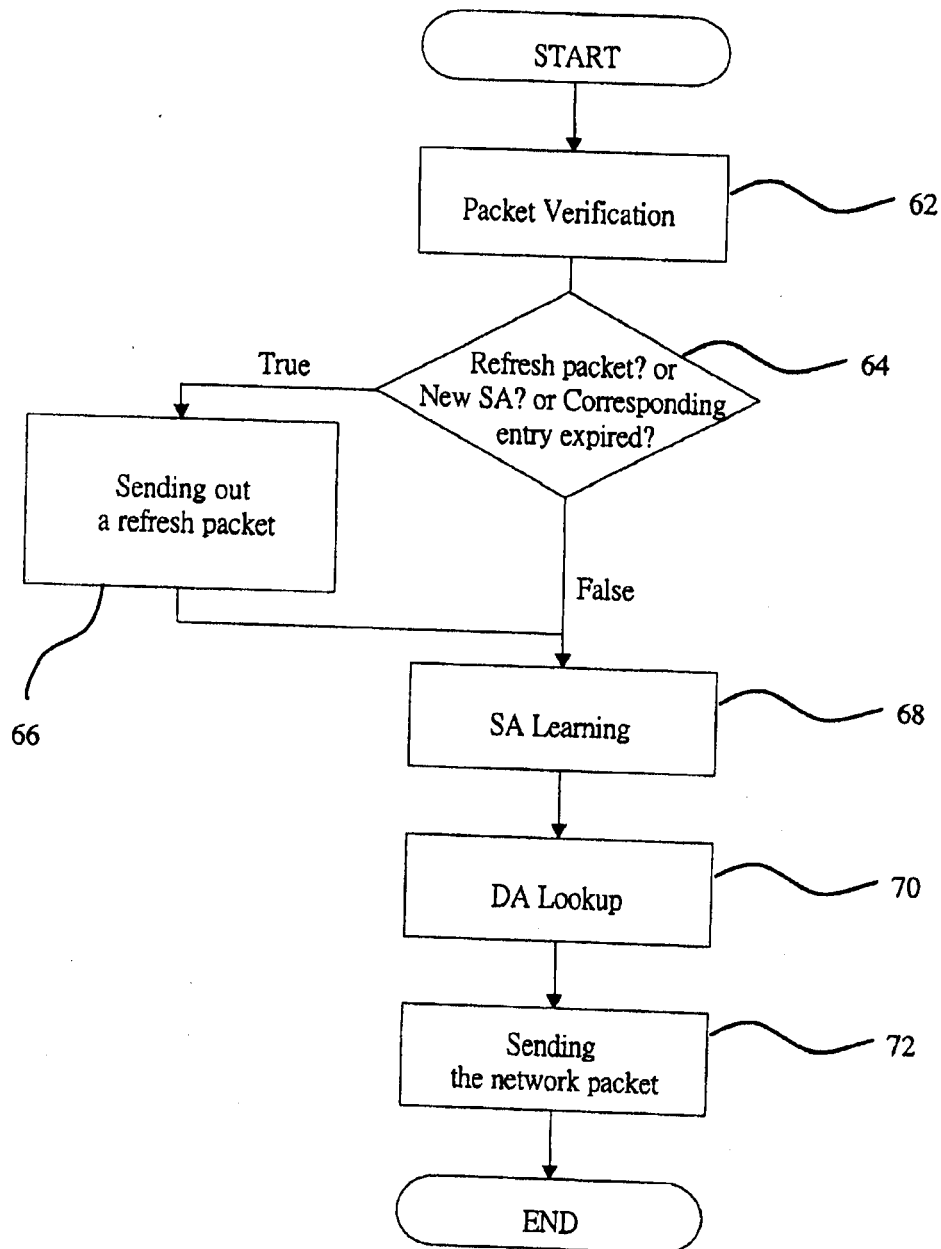 START
Packet Verification
62
Refresh packet? or
New SA? or Corresponding
entry expired?
64
True
Sending out
a refresh packet
66
False
SA Learning
68
DA Lookup
70
Sending
the network packet
72
END